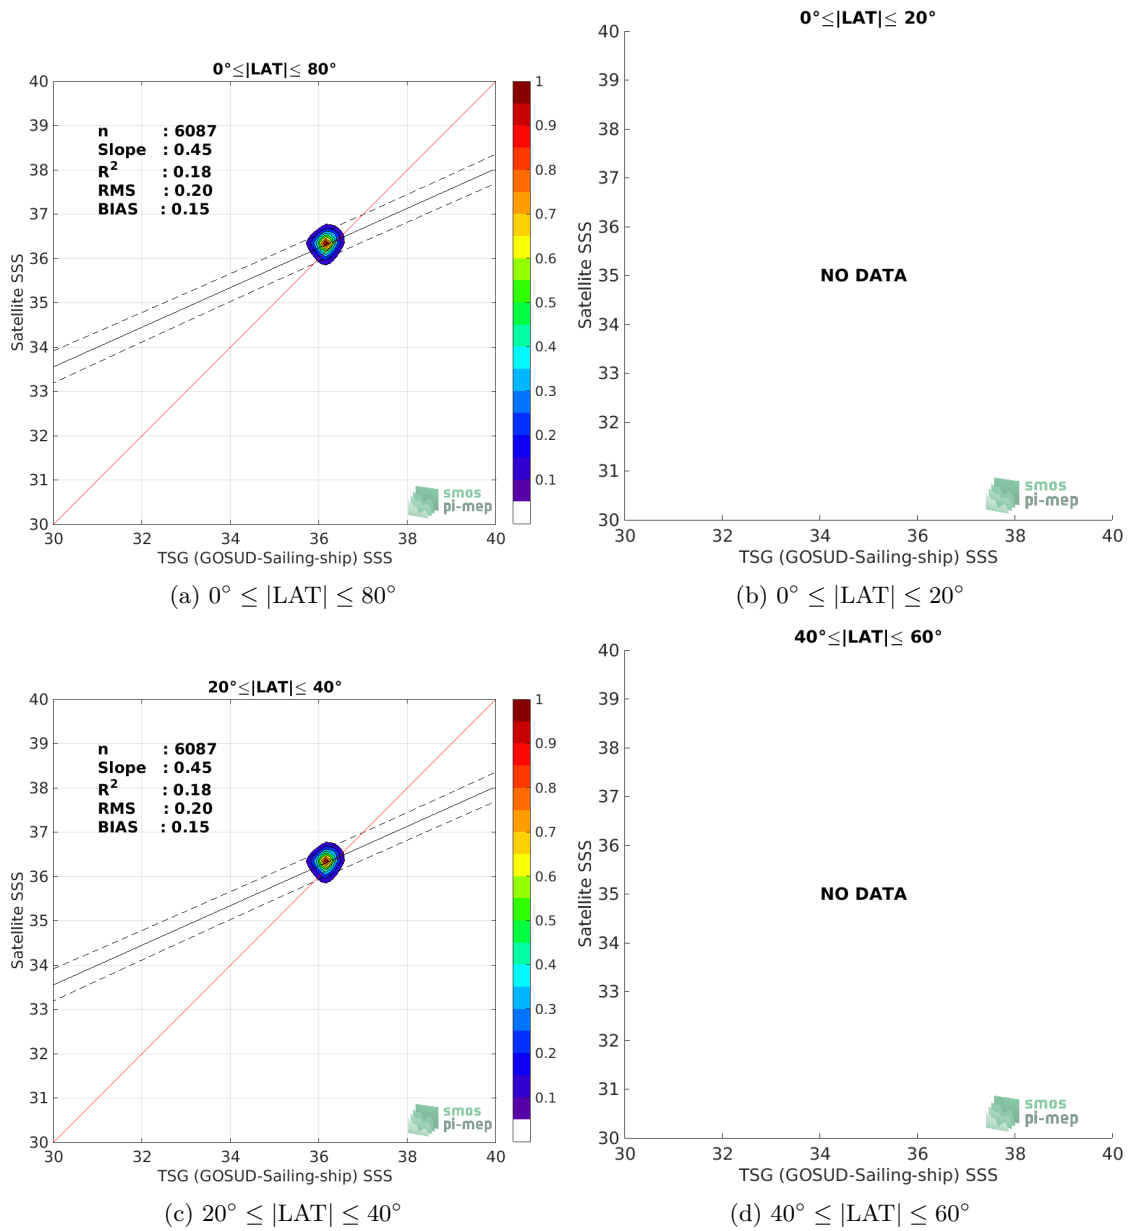 0°≤|LAT|≤ 80°
n : 6087
Slope : 0.45
R² : 0.18
RMS : 0.20
BIAS : 0.15
40
39
38
37
36
35
34
33
32
31
30
30
32
34
36
38
40
Satellite SSS
TSG (GOSUD-Sailing-ship) SSS
1
0.9
0.8
0.7
0.6
0.5
0.4
0.3
0.2
0.1
smos
pi-mep
(a) 0° ≤ |LAT| ≤ 80°
0°≤|LAT|≤ 20°
40
39
38
37
36
35
34
33
32
31
30
30
32
34
36
38
40
Satellite SSS
NO DATA
TSG (GOSUD-Sailing-ship) SSS
smos
pi-mep
(b) 0° ≤ |LAT| ≤ 20°
20°≤|LAT|≤ 40°
n : 6087
Slope : 0.45
R² : 0.18
RMS : 0.20
BIAS : 0.15
40
39
38
37
36
35
34
33
32
31
30
30
32
34
36
38
40
Satellite SSS
TSG (GOSUD-Sailing-ship) SSS
1
0.9
0.8
0.7
0.6
0.5
0.4
0.3
0.2
0.1
smos
pi-mep
(c) 20° ≤ |LAT| ≤ 40°
40°≤|LAT|≤ 60°
40
39
38
37
36
35
34
33
32
31
30
30
32
34
36
38
40
Satellite SSS
NO DATA
TSG (GOSUD-Sailing-ship) SSS
smos
pi-mep
(d) 40° ≤ |LAT| ≤ 60°